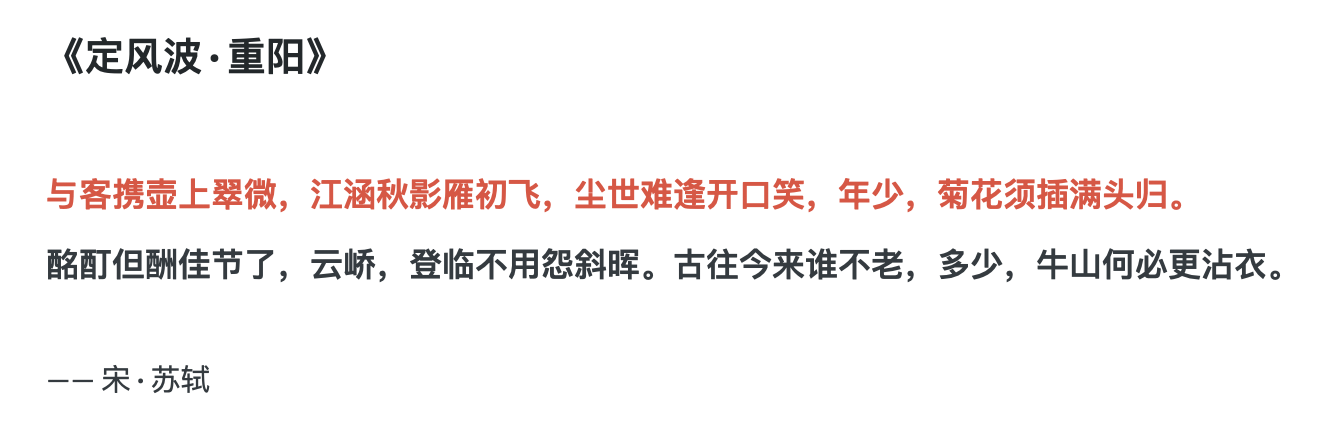 《定风波·重阳》
与客携壶上翠微，江涵秋影雁初飞，尘世难逢开口笑，年少，菊花须插满头归。
酩酊但酬佳节了，云峤，登临不用怨斜晖。古往今来谁不老，多少，牛山何必更沾衣。
—— 宋·苏轼